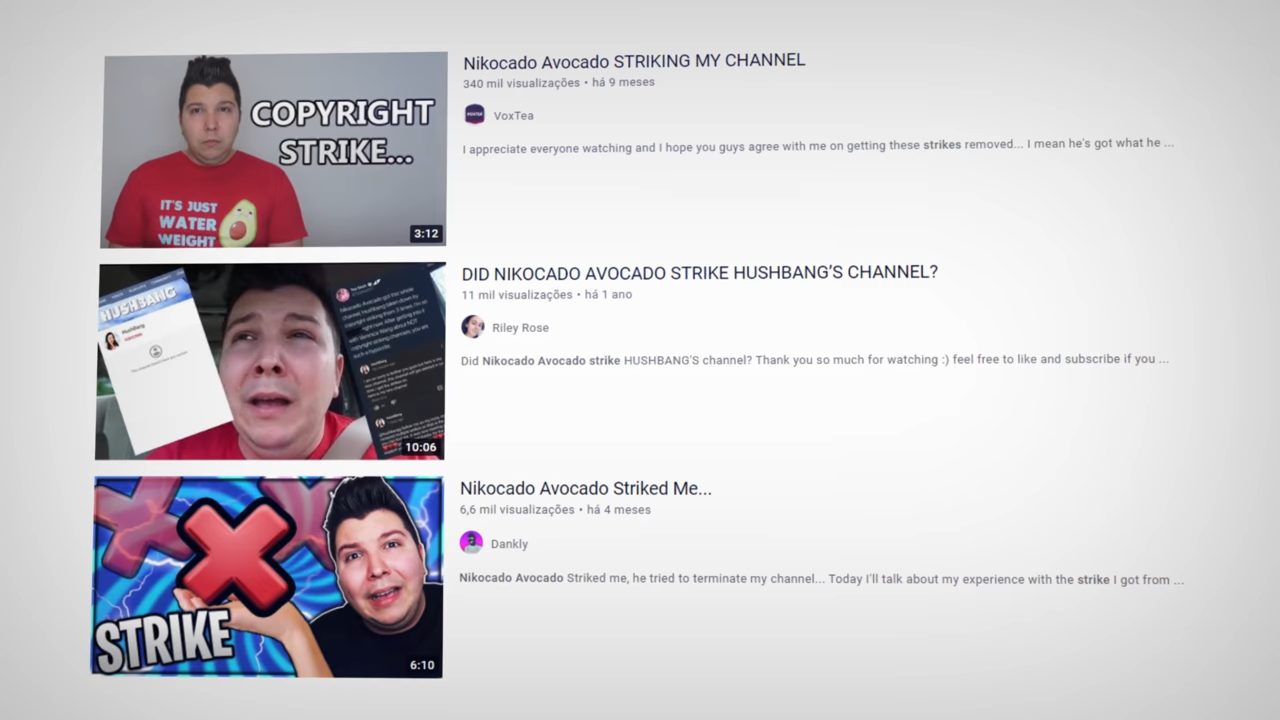 COPYRIGHT
STRIKE...
IT'S JUST
WATER
WEIGHT
3:12
Nikocado Avocado STRIKING MY CHANNEL
340 mil visualizações • há 9 meses
VoxTea
I appreciate everyone watching and I hope you guys agree with me on getting these strikes removed... I mean he's got what he ...
HUSHBANG
HushBang
10:06
DID NIKOCADO AVOCADO STRIKE HUSHBANG'S CHANNEL?
11 mil visualizações • há 1 ano
Riley Rose
Did Nikocado Avocado strike HUSHBANG'S channel? Thank you so much for watching :) feel free to like and subscribe if you ...
STRIKE
6:10
Nikocado Avocado Striked Me...
6,6 mil visualizações • há 4 meses
Dankly
Nikocado Avocado Striked me, he tried to terminate my channel... Today I'll talk about my experience with the strike I got from ...